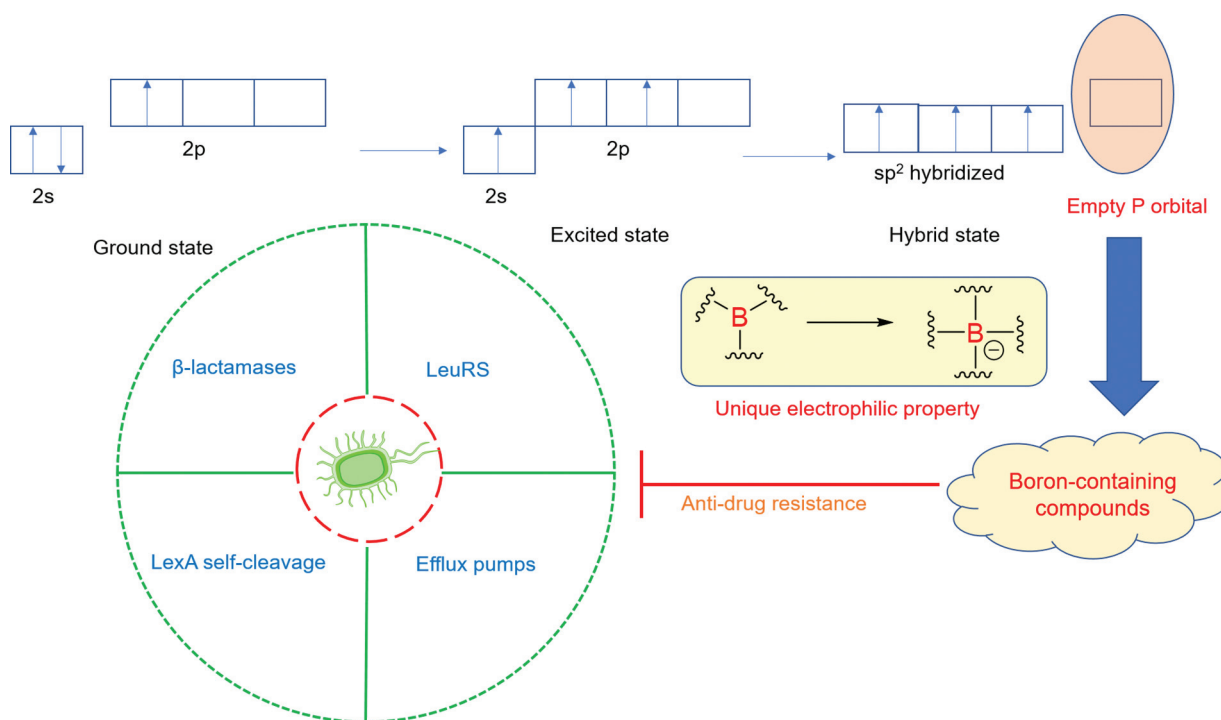 2p
2s
2p
2s
sp² hybridized
Empty P orbital
Ground state
Excited state
Hybrid state
B
B
⊖
Unique electrophilic property
β-lactamases
LeuRS
LexA self-cleavage
Efflux pumps
Anti-drug resistance
Boron-containing
compounds